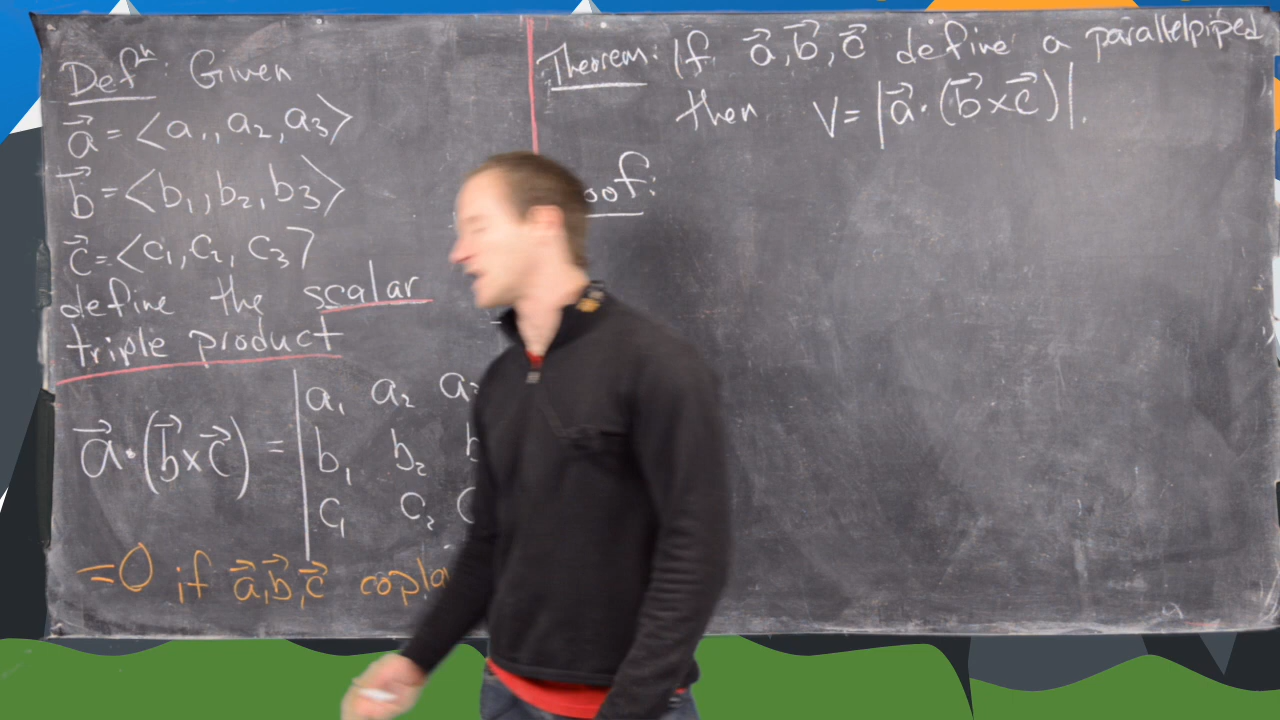 Defⁿ: Given
a⃗ = <a₁, a₂, a₃>
b⃗ = <b₁, b₂, b₃>
c⃗ = <c₁, c₂, c₃>
define the scalar
triple product
a⃗·(b⃗×c⃗) = | a₁ a₂ a
b₁ b₂ b
c₁ c₂ c
=0 if a⃗,b⃗,c⃗ copla
Theorem: If a⃗,b⃗,c⃗ define a parallelpiped
then V=|a⃗·(b⃗×c⃗)|.
oof: